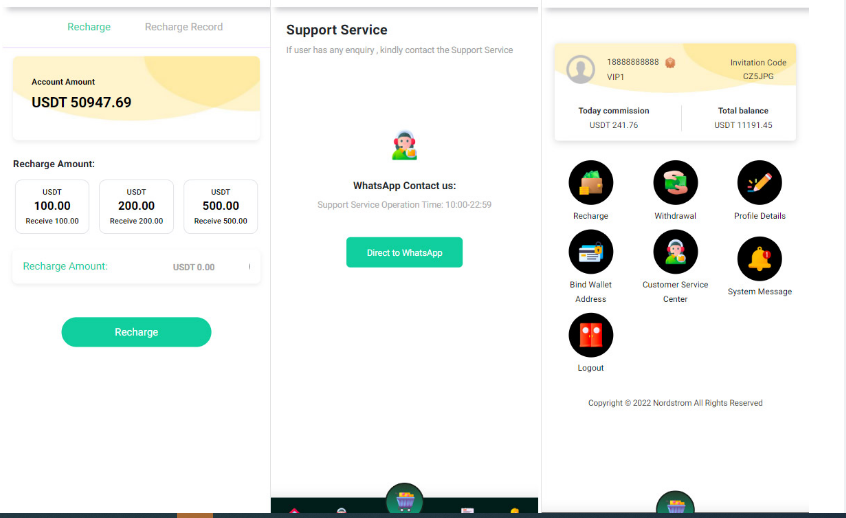 Recharge
Recharge Record
Account Amount
USDT 50947.69
Recharge Amount:
USDT
100.00
Receive 100.00
USDT
200.00
Receive 200.00
USDT
500.00
Receive 500.00
Recharge Amount:
USDT 0.00
Recharge
Support Service
If user has any enquiry , kindly contact the Support Service
WhatsApp Contact us:
Support Service Operation Time: 10:00-22:59
Direct to WhatsApp
18888888888
VIP1
Invitation Code
CZ5JPG
Today commission
USDT 241.76
Total balance
USDT 11191.45
Recharge
Withdrawal
Profile Details
Bind Wallet
Address
Customer Service
Center
System Message
Logout
Copyright © 2022 Nordstrom All Rights Reserved